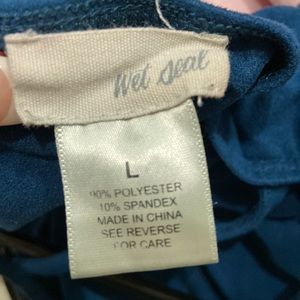 Wet Seal
L
90% POLYESTER
10% SPANDEX
MADE IN CHINA
SEE REVERSE
FOR CARE